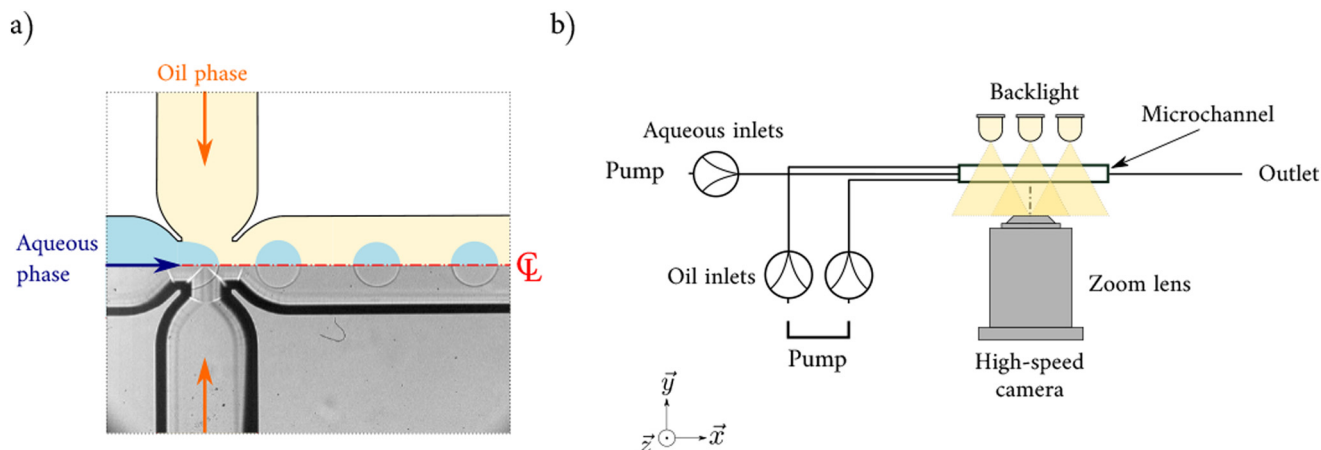 a)
Oil phase
Aqueous
phase
℄
b)
Backlight
Microchannel
Aqueous inlets
Pump
Outlet
Oil inlets
Zoom lens
Pump
High-speed
camera
y⃗
z⃗
x⃗